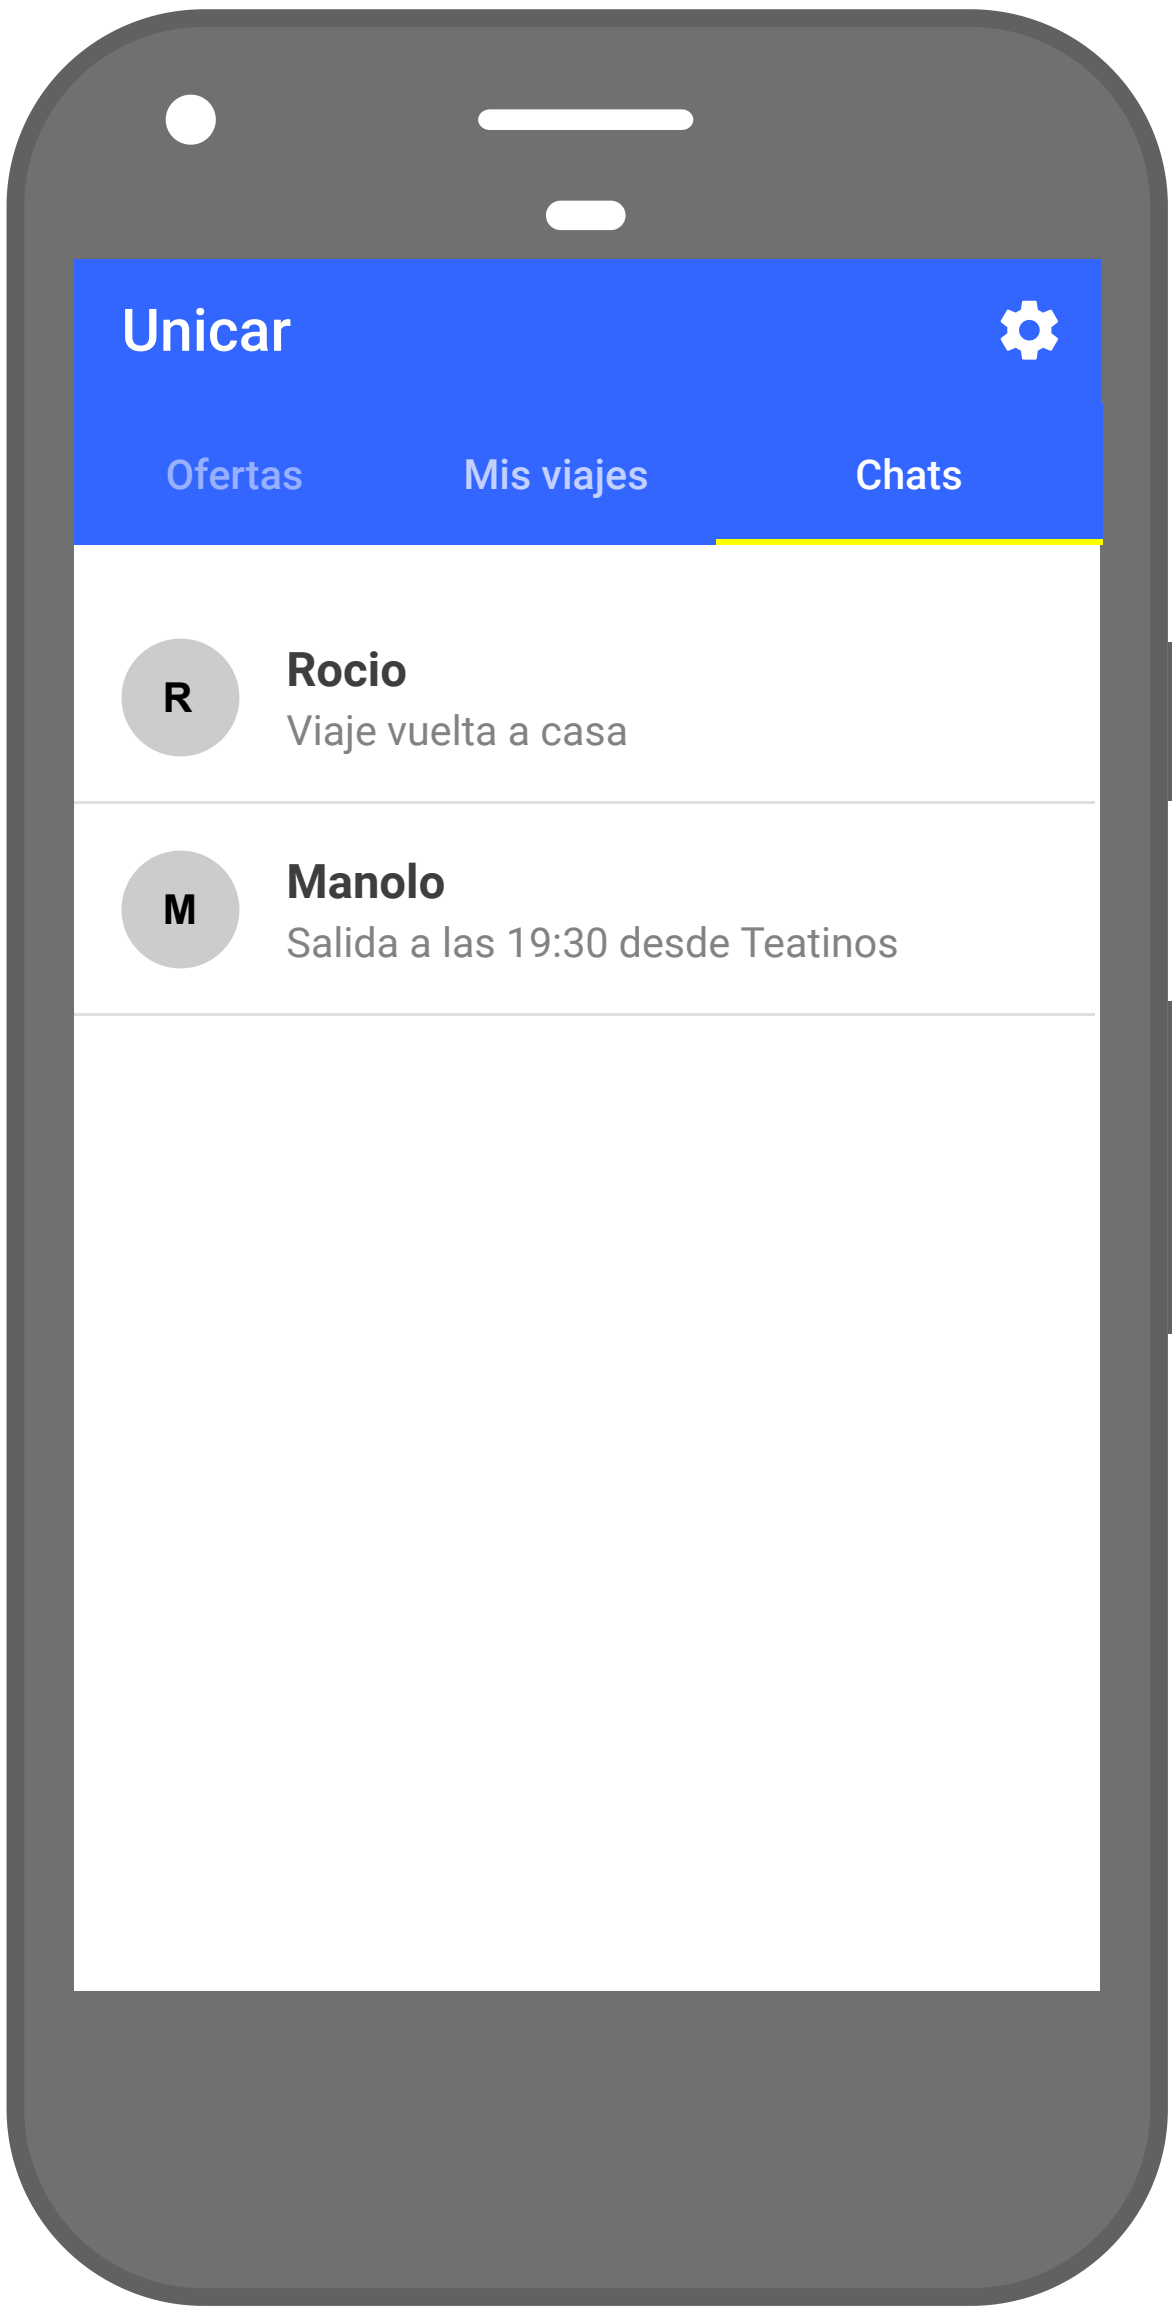 Unicar
Ofertas
Mis viajes
Chats
R
Rocio
Viaje vuelta a casa
M
Manolo
Salida a las 19:30 desde Teatinos